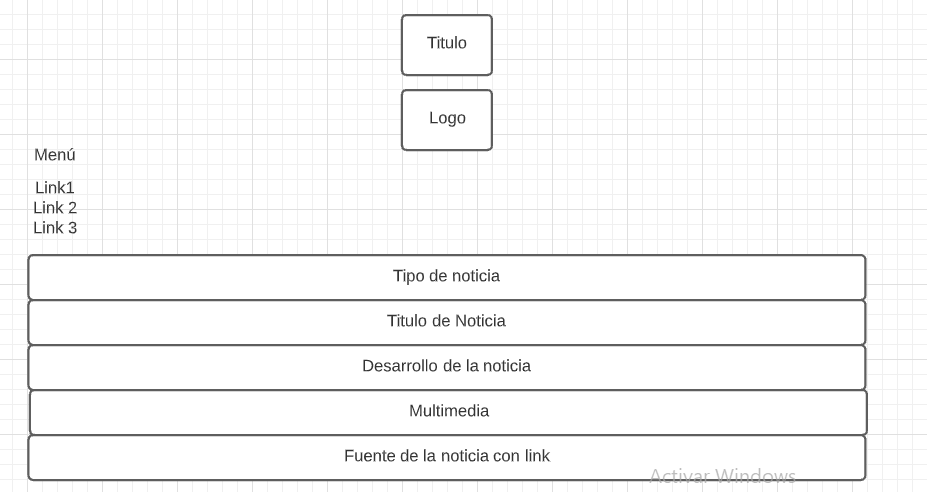 Titulo
Logo
Menú
Link1
Link 2
Link 3
Tipo de noticia
Titulo de Noticia
Desarrollo de la noticia
Multimedia
Fuente de la noticia con link
Activar Windows